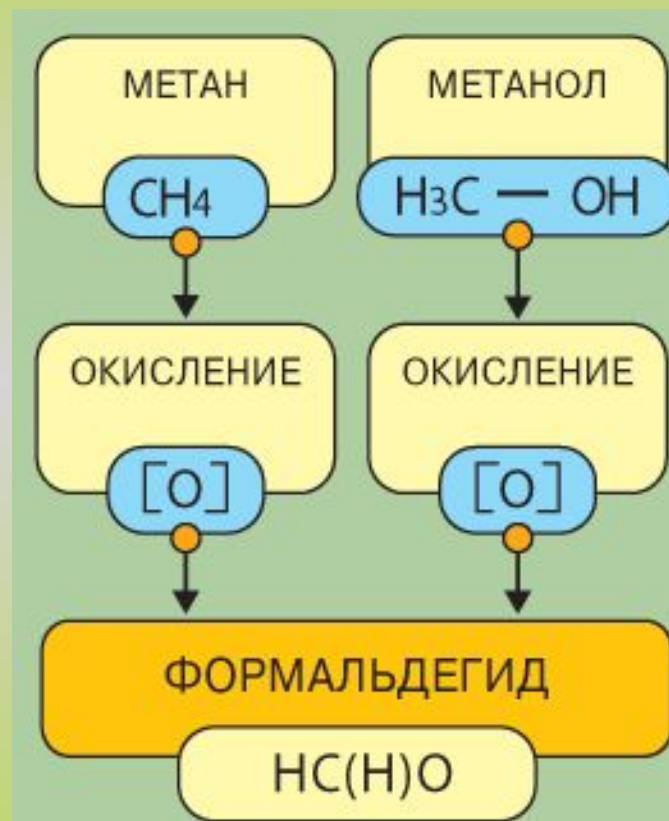 МЕТАН
CH4
МЕТАНОЛ
H3C — OH
ОКИСЛЕНИЕ
[O]
ОКИСЛЕНИЕ
[O]
ФОРМАЛЬДЕГИД
HC(H)O